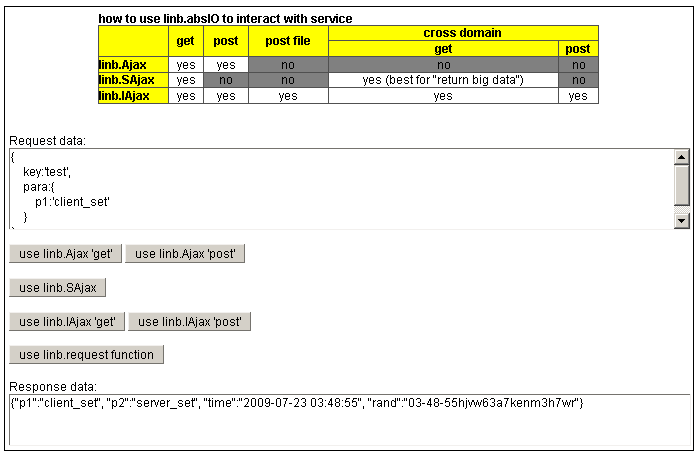 how to use linb.absIO to interact with service
get post post file cross domain
get post
linb.Ajax yes yes no no no
linb.SAjax yes no no yes (best for "return big data") no
linb.IAjax yes yes yes yes yes
Request data:
{
key:'test',
para:{
p1:'client_set'
}
use linb.Ajax 'get' use linb.Ajax 'post'
use linb.SAjax
use linb.IAjax 'get' use linb.IAjax 'post'
use linb.request function
Response data:
{"p1":"client_set", "p2":"server_set", "time":"2009-07-23 03:48:55", "rand":"03-48-55hjvw63a7kenm3h7wr"}